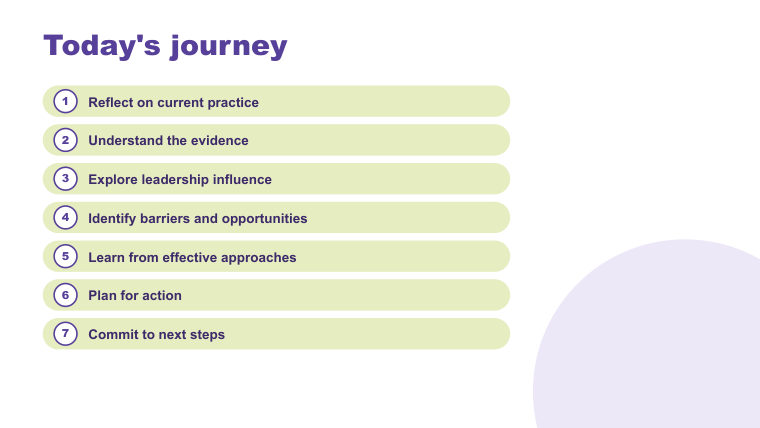 Today's journey
1 Reflect on current practice
2 Understand the evidence
3 Explore leadership influence
4 Identify barriers and opportunities
5 Learn from effective approaches
6 Plan for action
7 Commit to next steps